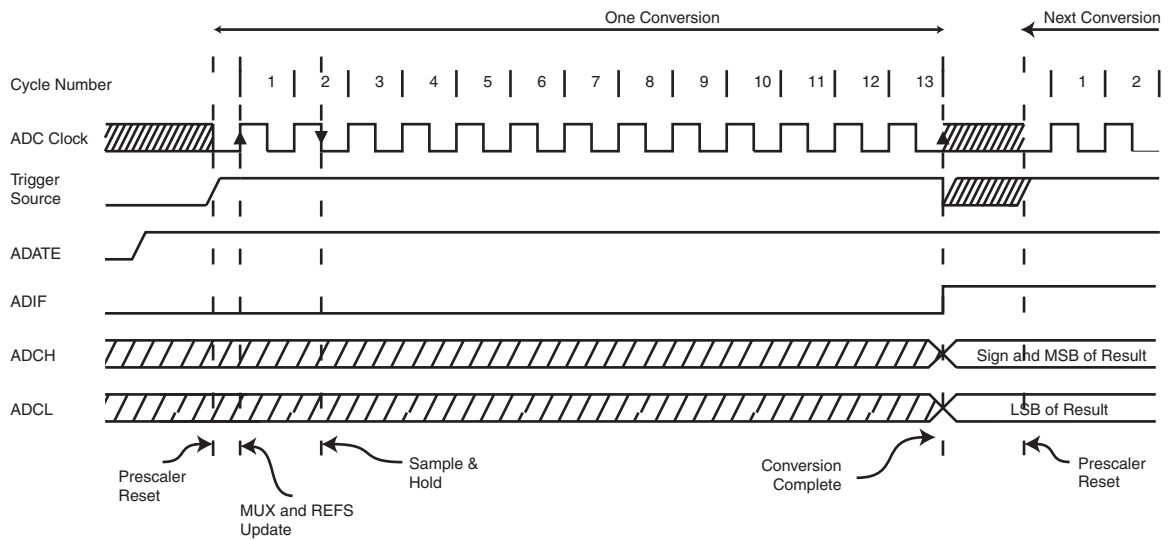 One Conversion
Next Conversion
Cycle Number
1 2 3 4 5 6 7 8 9 10 11 12 13 1 2
ADC Clock
Trigger
Source
ADATE
ADIF
ADCH
Sign and MSB of Result
ADCL
LSB of Result
Prescaler
Reset
MUX and REFS
Update
Sample &
Hold
Conversion
Complete
Prescaler
Reset